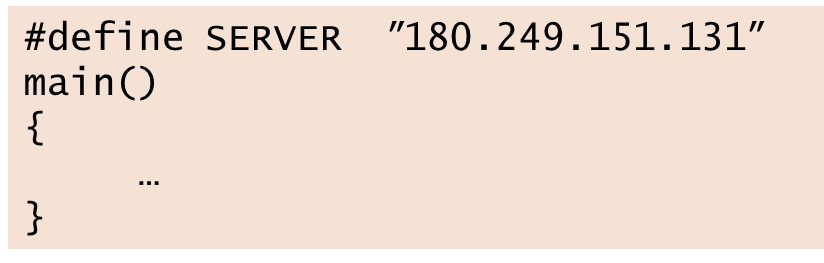 #define SERVER  ”180.249.151.131”
main()
{
     …
}